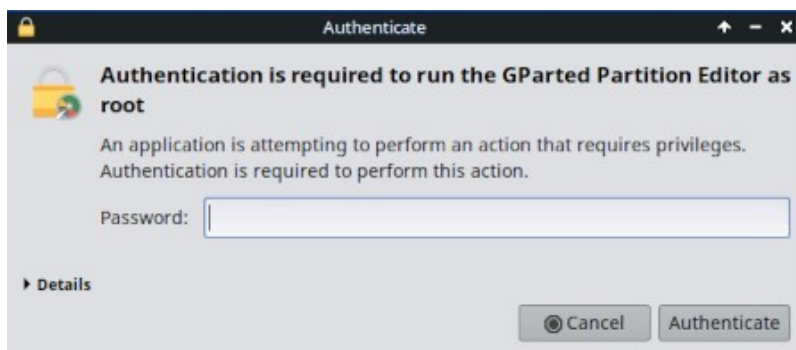 Authenticate
Authentication is required to run the GParted Partition Editor as
root
An application is attempting to perform an action that requires privileges.
Authentication is required to perform this action.
Password:
Details
Cancel Authenticate